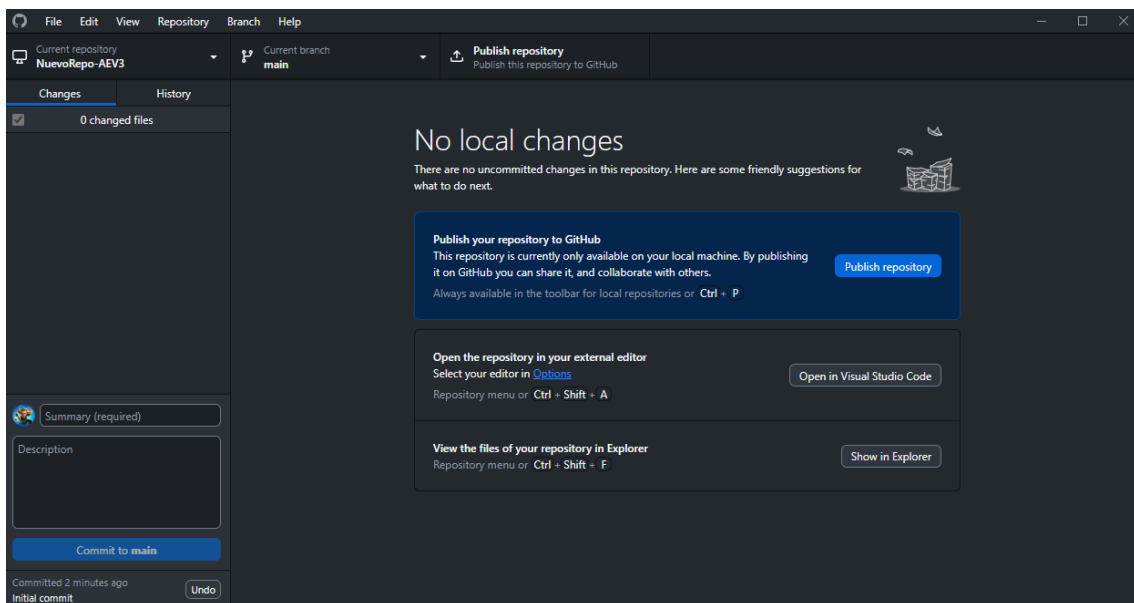 File Edit View Repository Branch Help
Current repository
NuevoRepo-AEV3
Current branch
main
Publish repository
Publish this repository to GitHub
Changes History
0 changed files
No local changes
There are no uncommitted changes in this repository. Here are some friendly suggestions for
what to do next.
Publish your repository to GitHub
This repository is currently only available on your local machine. By publishing
it on GitHub you can share it, and collaborate with others.
Always available in the toolbar for local repositories or Ctrl + P
Publish repository
Open the repository in your external editor
Select your editor in Options
Repository menu or Ctrl + Shift + A
Open in Visual Studio Code
View the files of your repository in Explorer
Repository menu or Ctrl + Shift + F
Show in Explorer
Summary (required)
Description
Commit to main
Committed 2 minutes ago
Initial commit
Undo